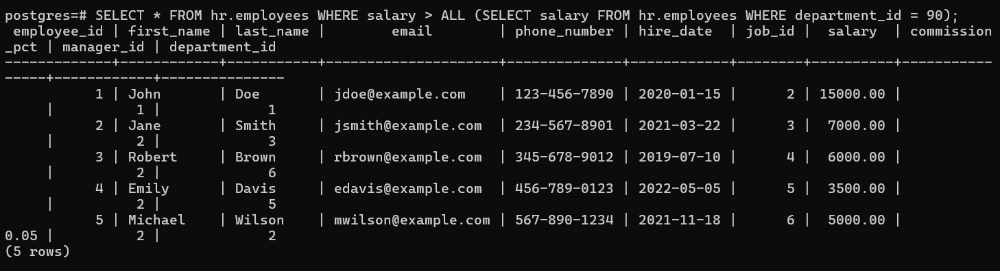 postgres=# SELECT * FROM hr.employees WHERE salary > ALL (SELECT salary FROM hr.employees WHERE department_id = 90);
 employee_id | first_name | last_name |        email        | phone_number | hire_date  | job_id |  salary  | commission
_pct | manager_id | department_id
-------------+------------+-----------+---------------------+--------------+------------+--------+----------+-----------
-----+------------+---------------
           1 | John       | Doe       | jdoe@example.com    | 123-456-7890 | 2020-01-15 |      2 | 15000.00 |
     |          1 |             1
           2 | Jane       | Smith     | jsmith@example.com  | 234-567-8901 | 2021-03-22 |      3 |  7000.00 |
     |          2 |             3
           3 | Robert     | Brown     | rbrown@example.com  | 345-678-9012 | 2019-07-10 |      4 |  6000.00 |
     |          2 |             6
           4 | Emily      | Davis     | edavis@example.com  | 456-789-0123 | 2022-05-05 |      5 |  3500.00 |
     |          2 |             5
           5 | Michael    | Wilson    | mwilson@example.com | 567-890-1234 | 2021-11-18 |      6 |  5000.00 |
0.05 |          2 |             2
(5 rows)